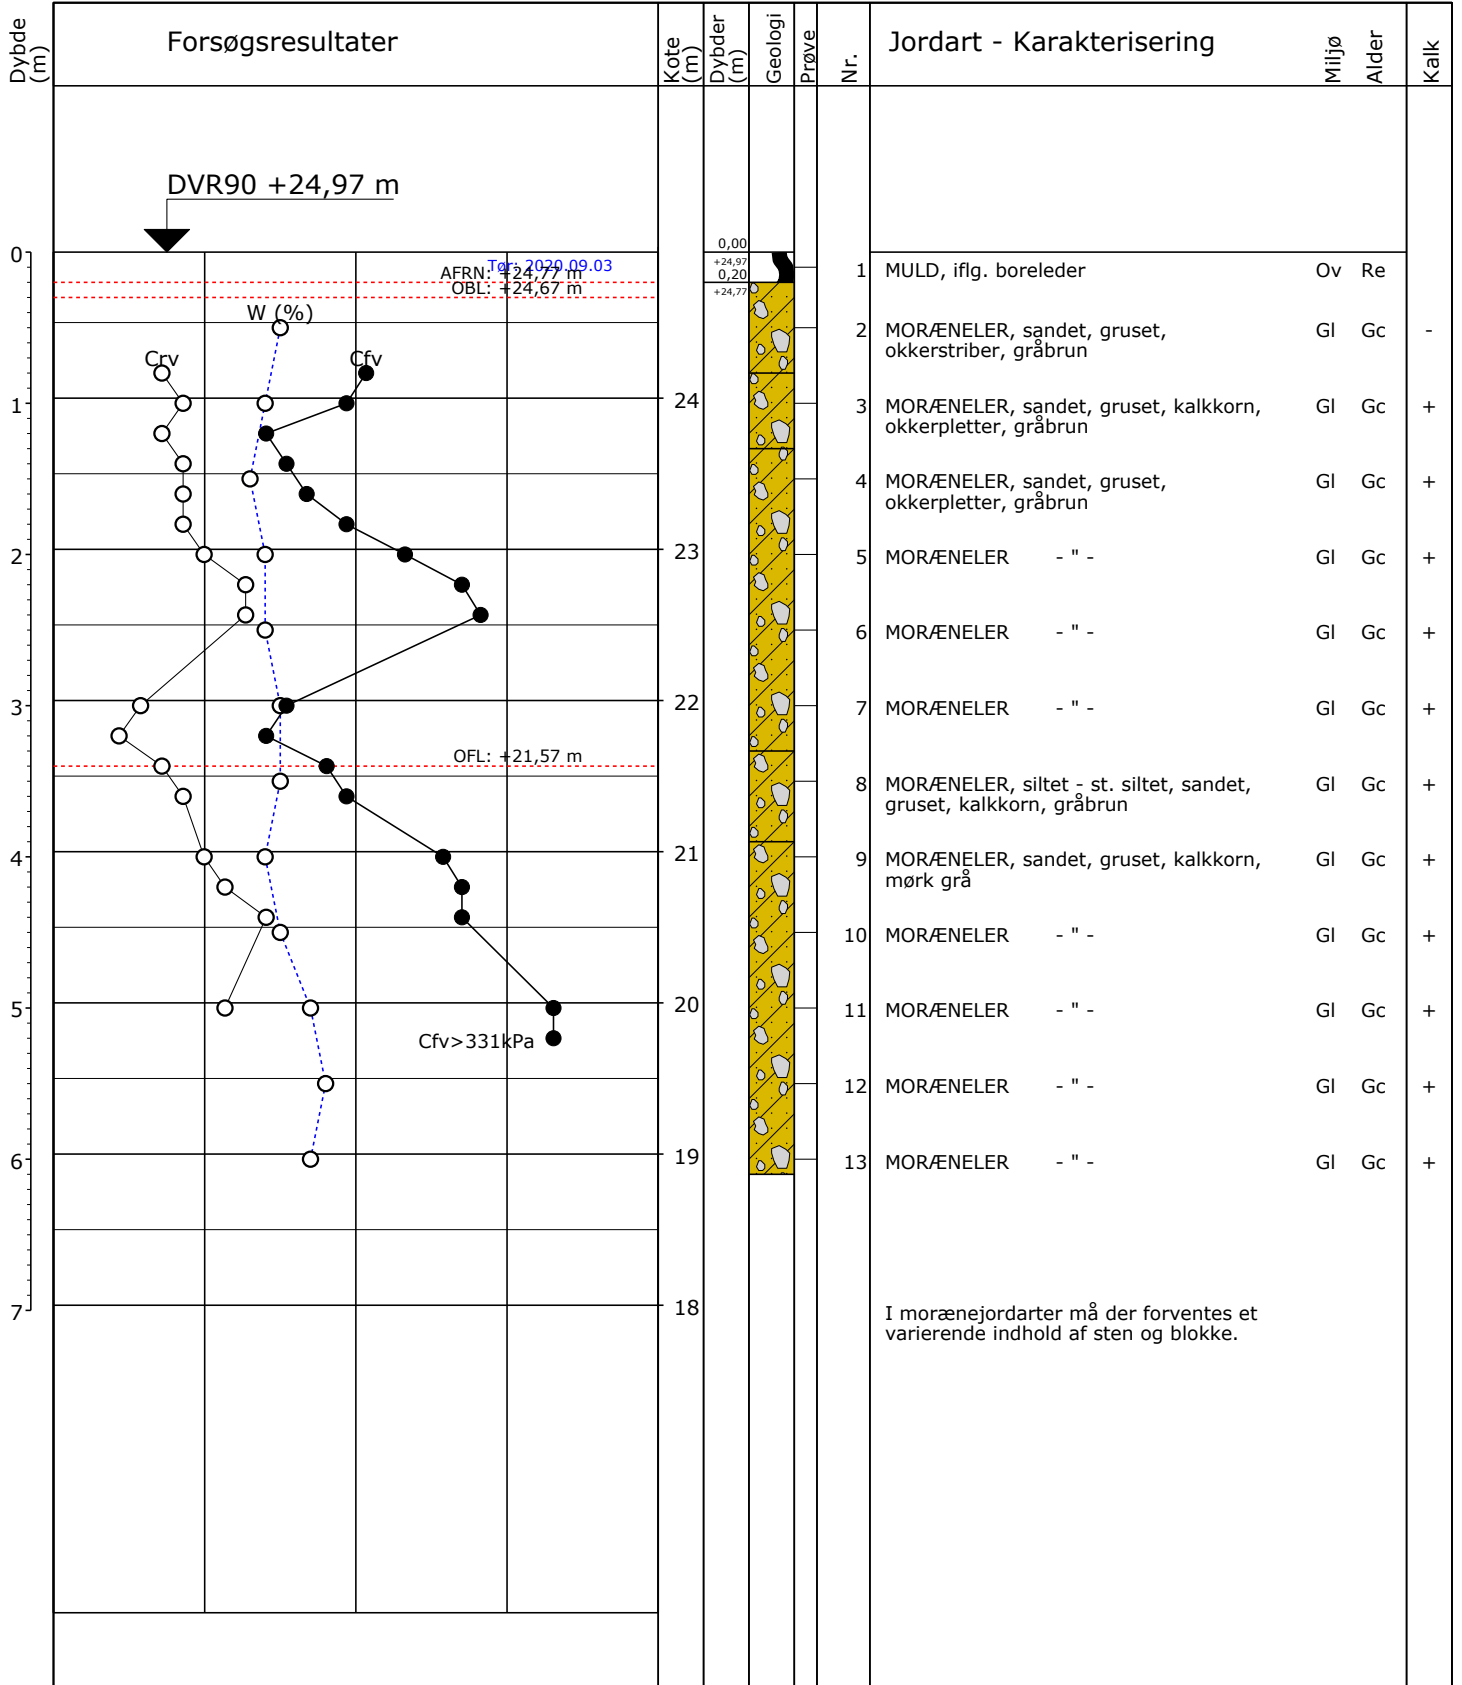 Dybde (m)
Forsøgsresultater
Kote (m)
Dybder (m)
Geologi
Prøve
Nr.
Jordart - Karakterisering
Miljø
Alder
Kalk
DVR90 +24,97 m
0
1
2
3
4
5
6
7
Tør: 2020.09.03
AFRN: +24,77 m
OBL: +24,67 m
W (%)
Crv
Cfv
OFL: +21,57 m
Cfv>331kPa
24
23
22
21
20
19
18
0,00
+24,97
0,20
+24,77
1 MULD, iflg. boreleder Ov Re
2 MORÆNELER, sandet, gruset, Gl Gc -
okkerstriber, gråbrun
3 MORÆNELER, sandet, gruset, kalkkorn, Gl Gc +
okkerpletter, gråbrun
4 MORÆNELER, sandet, gruset, Gl Gc +
okkerpletter, gråbrun
5 MORÆNELER - " - Gl Gc +
6 MORÆNELER - " - Gl Gc +
7 MORÆNELER - " - Gl Gc +
8 MORÆNELER, siltet - st. siltet, sandet, Gl Gc +
gruset, kalkkorn, gråbrun
9 MORÆNELER, sandet, gruset, kalkkorn, Gl Gc +
mørk grå
10 MORÆNELER - " - Gl Gc +
11 MORÆNELER - " - Gl Gc +
12 MORÆNELER - " - Gl Gc +
13 MORÆNELER - " - Gl Gc +
I morænejordarter må der forventes et
varierende indhold af sten og blokke.